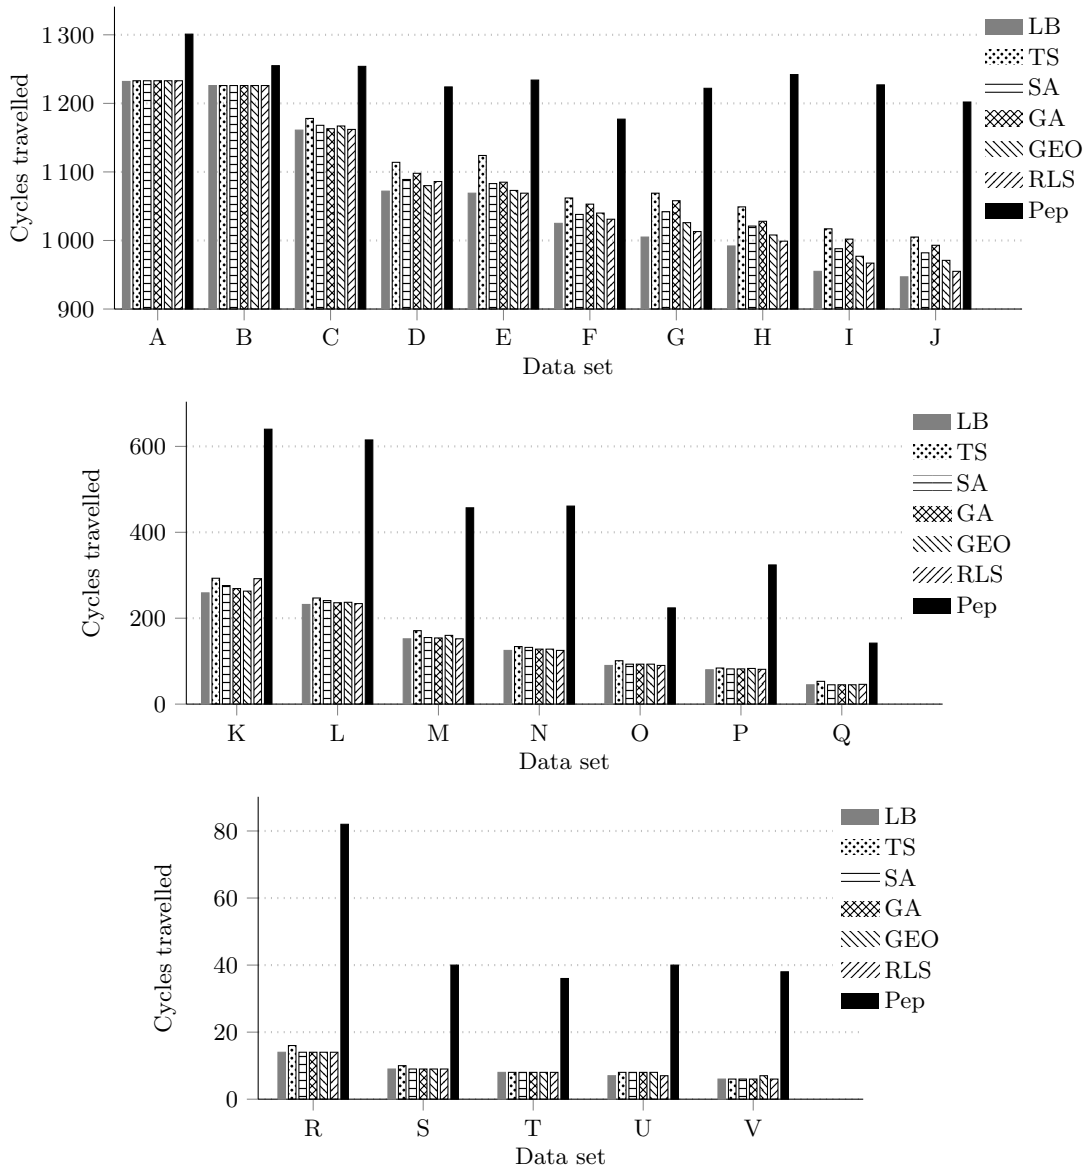 Cycles travelled
1 300
1 200
1 100
1 000
900
A B C D E F G H I J
Data set
LB
TS
SA
GA
GEO
RLS
Pep
Cycles travelled
600
400
200
0
K L M N O P Q
Data set
LB
TS
SA
GA
GEO
RLS
Pep
Cycles travelled
80
60
40
20
0
R S T U V
Data set
LB
TS
SA
GA
GEO
RLS
Pep